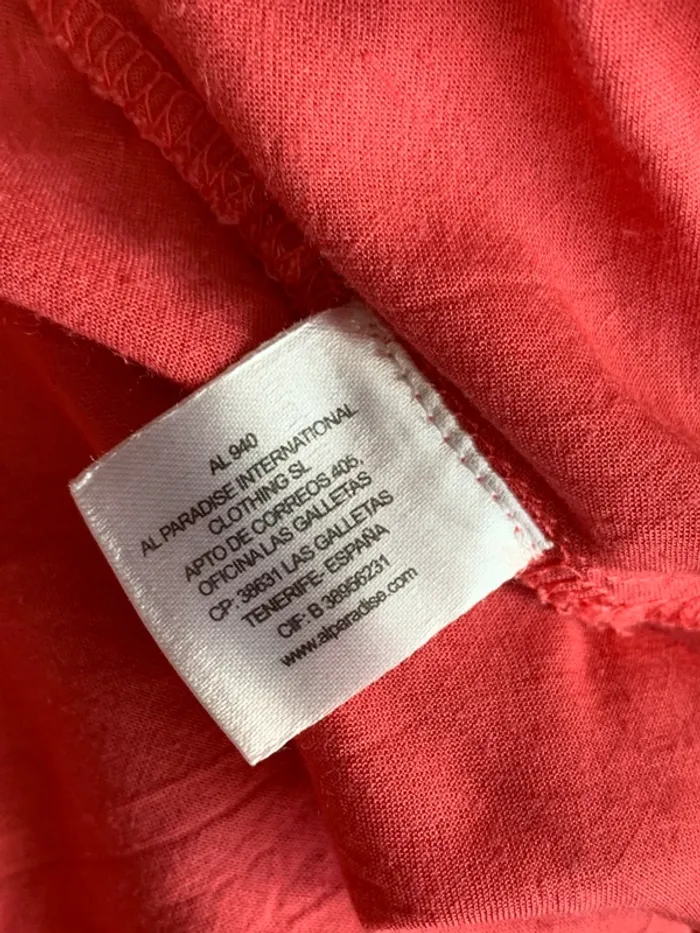 AL 940
AL PARADISE INTERNATIONAL
CLOTHING SL
APTO DE CORREOS 405,
OFICINA LAS GALLETAS
CP- 38631 LAS GALLETAS
TENERIFE- ESPAÑA
CIF: B 38956231
www.alparadise.com